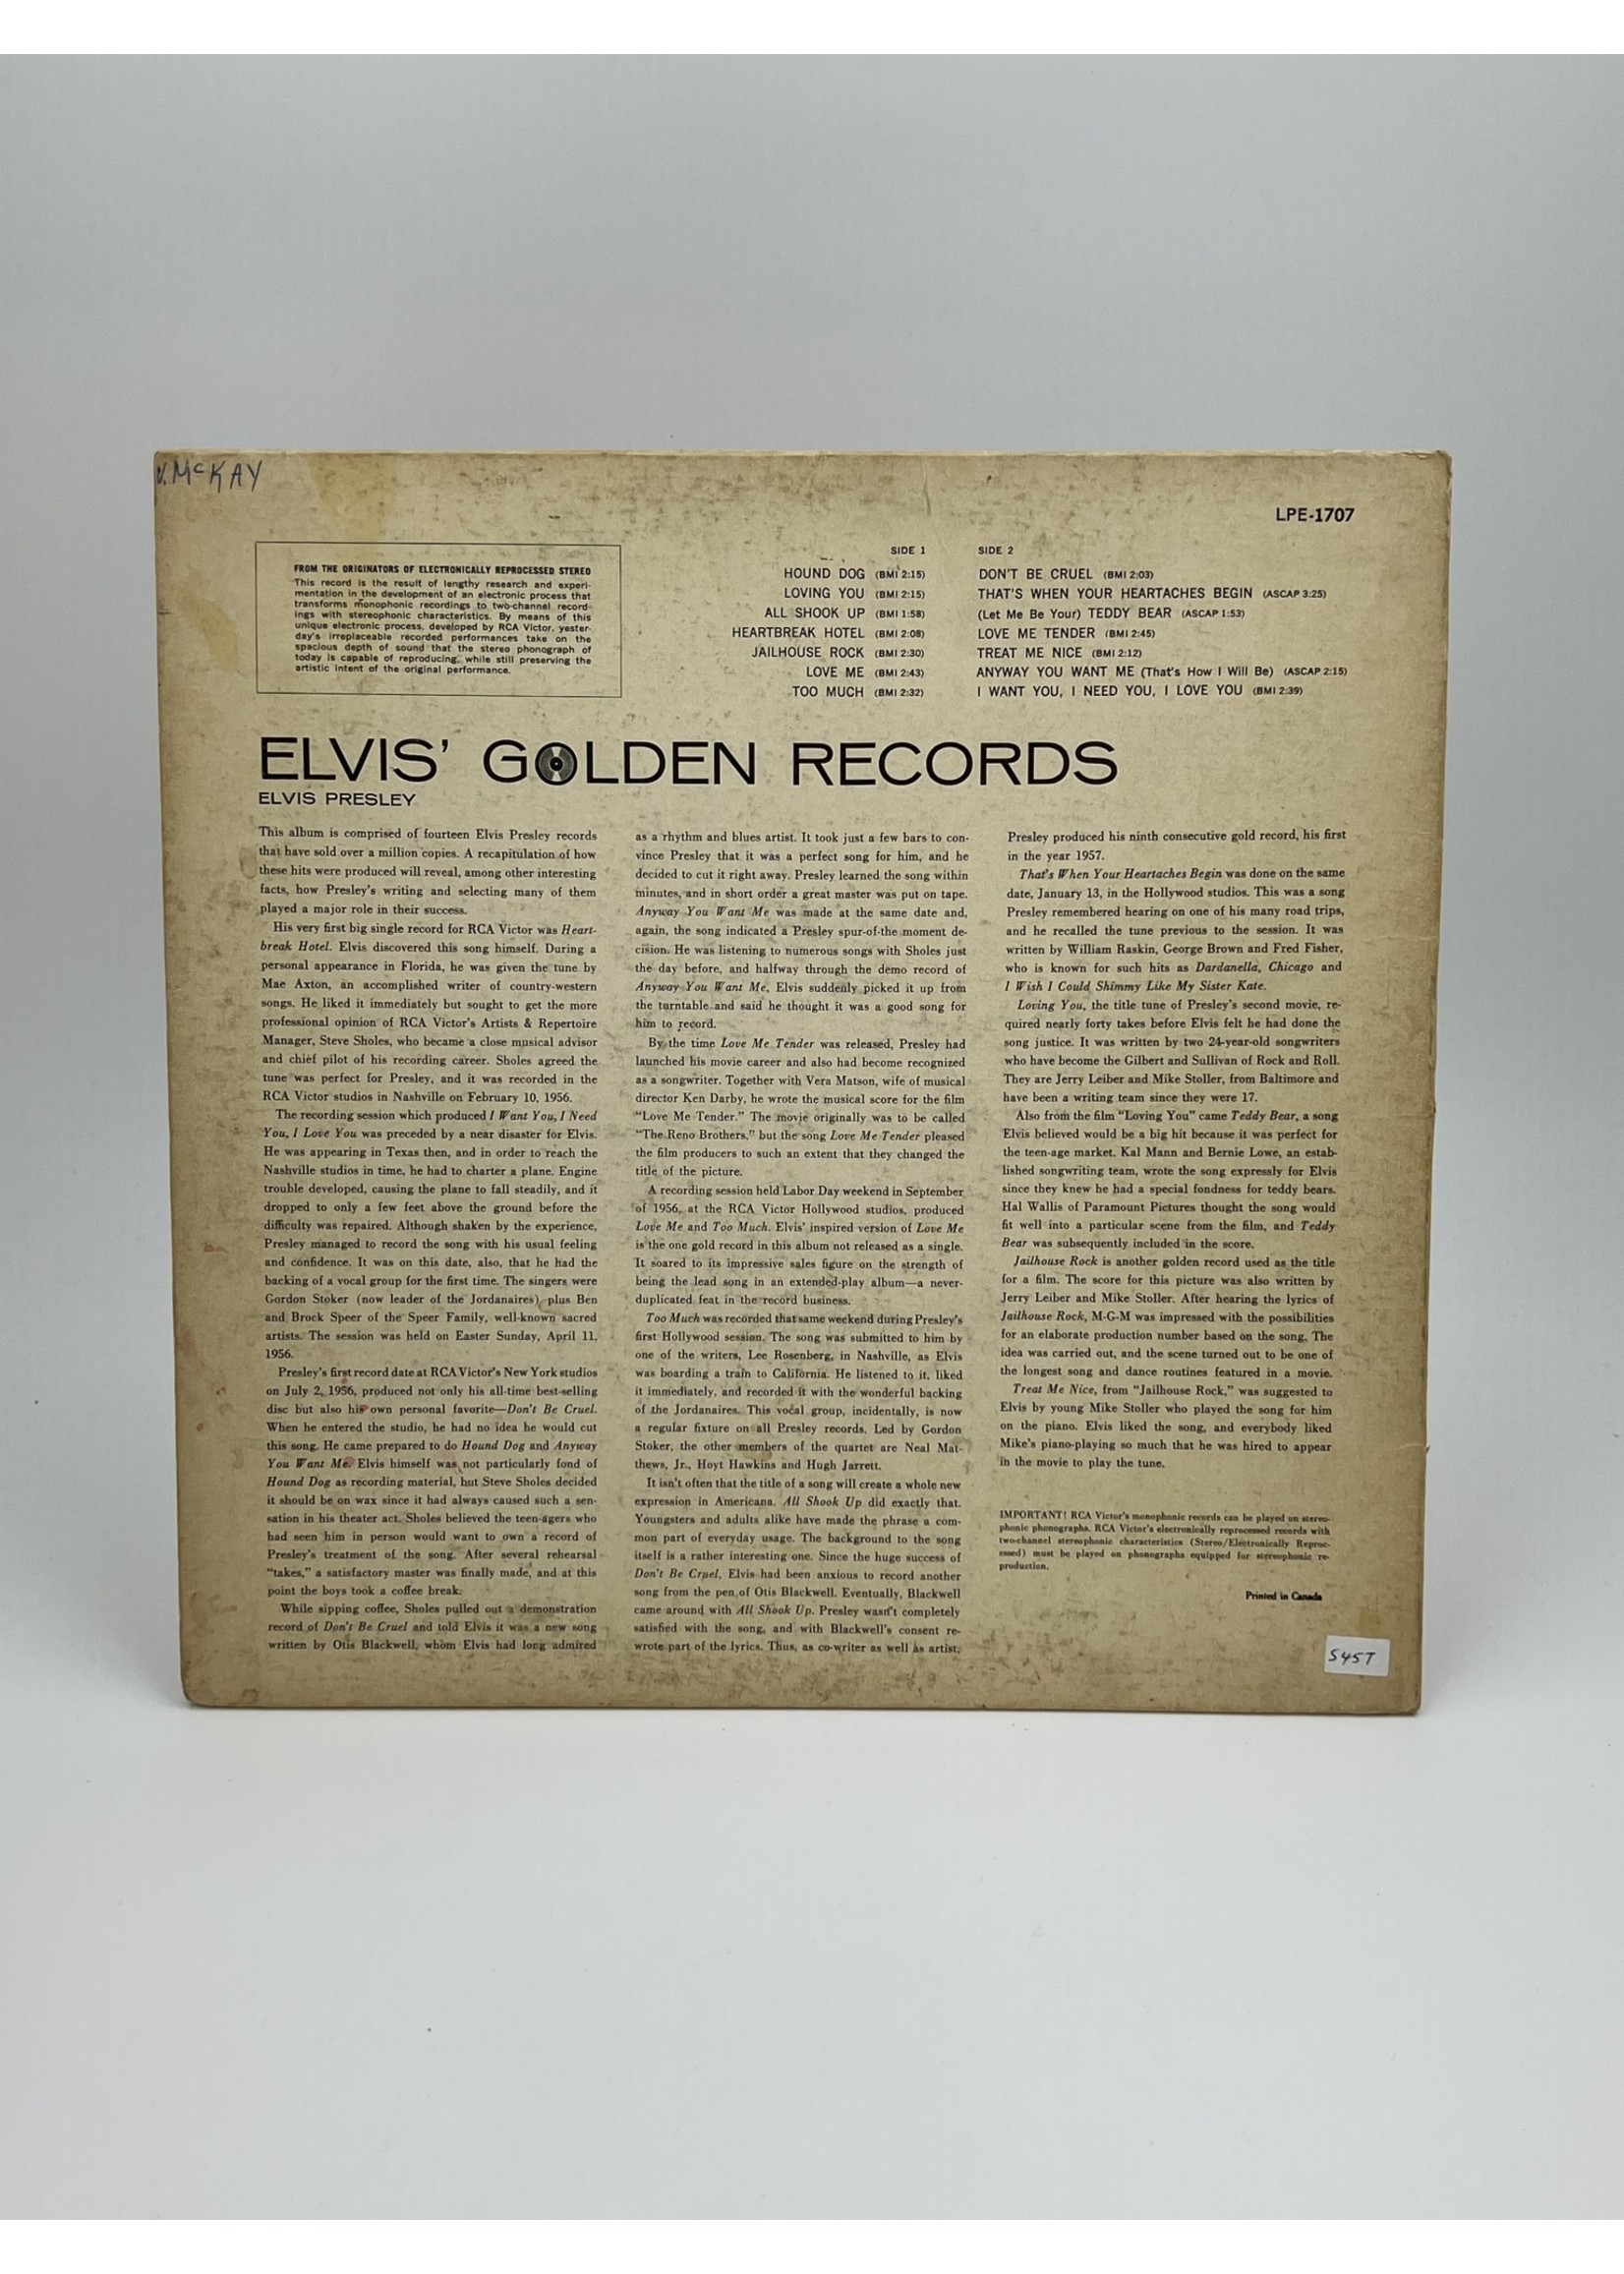 V. McKAY
LPE-1707
FROM THE ORIGINATORS OF ELECTRONICALLY REPROCESSED STEREO
This record is the result of lengthy research and experi-
mentation in the development of an electronic process that
transforms monophonic recordings to two-channel record-
ings with stereophonic characteristics. By means of this
unique electronic process, developed by RCA Victor, yester-
day's irreplaceable recorded performances take on the
spacious depth of sound that the stereo phonograph of
today is capable of reproducing, while still preserving the
artistic intent of the original performance.
SIDE 1
HOUND DOG (BMI 2:15)
LOVING YOU (BMI 2:15)
ALL SHOOK UP (BMI 1:58)
HEARTBREAK HOTEL (BMI 2:08)
JAILHOUSE ROCK (BMI 2:30)
LOVE ME (BMI 2:43)
TOO MUCH (BMI 2:32)
SIDE 2
DON'T BE CRUEL (BMI 2:03)
THAT'S WHEN YOUR HEARTACHES BEGIN (ASCAP 3:25)
(Let Me Be Your) TEDDY BEAR (ASCAP 1:53)
LOVE ME TENDER (BMI 2:45)
TREAT ME NICE (BMI 2:12)
ANYWAY YOU WANT ME (That's How I Will Be) (ASCAP 2:15)
I WANT YOU, I NEED YOU, I LOVE YOU (BMI 2:39)
ELVIS' GOLDEN RECORDS
ELVIS PRESLEY
This album is comprised of fourteen Elvis Presley records
that have sold over a million copies. A recapitulation of how
these hits were produced will reveal, among other interesting
facts, how Presley's writing and selecting many of them
played a major role in their success.
His very first big single record for RCA Victor was Heart-
break Hotel. Elvis discovered this song himself. During a
personal appearance in Florida, he was given the tune by
Mae Axton, an accomplished writer of country-western
songs. He liked it immediately but sought to get the more
professional opinion of RCA Victor's Artists & Repertoire
Manager, Steve Sholes, who became a close musical advisor
and chief pilot of his recording career. Sholes agreed the
tune was perfect for Presley, and it was recorded in the
RCA Victor studios in Nashville on February 10, 1956.
The recording session which produced I Want You, I Need
You, I Love You was preceded by a near disaster for Elvis.
He was appearing in Texas then, and in order to reach the
Nashville studios in time, he had to charter a plane. Engine
trouble developed, causing the plane to fall steadily, and it
dropped to only a few feet above the ground before the
difficulty was repaired. Although shaken by the experience,
Presley managed to record the song with his usual feeling
and confidence. It was on this date, also, that he had the
backing of a vocal group for the first time. The singers were
Gordon Stoker (now leader of the Jordanaires), plus Ben
and Brock Speer of the Speer Family, well-known sacred
artists. The session was held on Easter Sunday, April 11,
1956.
Presley's first record date at RCA Victor's New York studios
on July 2, 1956, produced not only his all-time best-selling
disc but also his own personal favorite—Don't Be Cruel.
When he entered the studio, he had no idea he would cut
this song. He came prepared to do Hound Dog and Anyway
You Want Me. Elvis himself was not particularly fond of
Hound Dog as recording material, but Steve Sholes decided
it should be on wax since it had always caused such a sen-
sation in his theater act. Sholes believed the teen-agers who
had seen him in person would want to own a record of
Presley's treatment of the song. After several rehearsal
"takes," a satisfactory master was finally made, and at this
point the boys took a coffee break.
While sipping coffee, Sholes pulled out a demonstration
record of Don't Be Cruel and told Elvis it was a new song
written by Otis Blackwell, whom Elvis had long admired
as a rhythm and blues artist. It took just a few bars to con-
vince Presley that it was a perfect song for him, and he
decided to cut it right away. Presley learned the song within
minutes, and in short order a great master was put on tape.
Anyway You Want Me was made at the same date and,
again, the song indicated a Presley spur-of-the moment de-
cision. He was listening to numerous songs with Sholes just
the day before, and halfway through the demo record of
Anyway You Want Me, Elvis suddenly picked it up from
the turntable and said he thought it was a good song for
him to record.
By the time Love Me Tender was released, Presley had
launched his movie career and also had become recognized
as a songwriter. Together with Vera Matson, wife of musical
director Ken Darby, he wrote the musical score for the film
"Love Me Tender." The movie originally was to be called
"The Reno Brothers," but the song Love Me Tender pleased
the film producers to such an extent that they changed the
title of the picture.
A recording session held Labor Day weekend in September
of 1956, at the RCA Victor Hollywood studios, produced
Love Me and Too Much. Elvis' inspired version of Love Me
is the one gold record in this album not released as a single.
It soared to its impressive sales figure on the strength of
being the lead song in an extended-play album—a never-
duplicated feat in the record business.
Too Much was recorded that same weekend during Presley's
first Hollywood session. The song was submitted to him by
one of the writers, Lee Rosenberg, in Nashville, as Elvis
was boarding a train to California. He listened to it, liked
it immediately, and recorded it with the wonderful backing
of the Jordanaires. This vocal group, incidentally, is now
a regular fixture on all Presley records. Led by Gordon
Stoker, the other members of the quartet are Neal Mat-
thews, Jr., Hoyt Hawkins and Hugh Jarrett.
It isn't often that the title of a song will create a whole new
expression in Americana. All Shook Up did exactly that.
Youngsters and adults alike have made the phrase a com-
mon part of everyday usage. The background to the song
itself is a rather interesting one. Since the huge success of
Don't Be Cruel, Elvis had been anxious to record another
song from the pen of Otis Blackwell. Eventually, Blackwell
came around with All Shook Up. Presley wasn't completely
satisfied with the song, and with Blackwell's consent re-
wrote part of the lyrics. Thus, as co-writer as well as artist,
Presley produced his ninth consecutive gold record, his first
in the year 1957.
That's When Your Heartaches Begin was done on the same
date, January 13, in the Hollywood studios. This was a song
Presley remembered hearing on one of his many road trips,
and he recalled the tune previous to the session. It was
written by William Raskin, George Brown and Fred Fisher,
who is known for such hits as Dardanella, Chicago and
I Wish I Could Shimmy Like My Sister Kate.
Loving You, the title tune of Presley's second movie, re-
quired nearly forty takes before Elvis felt he had done the
song justice. It was written by two 24-year-old songwriters
who have become the Gilbert and Sullivan of Rock and Roll.
They are Jerry Leiber and Mike Stoller, from Baltimore and
have been a writing team since they were 17.
Also from the film "Loving You" came Teddy Bear, a song
Elvis believed would be a big hit because it was perfect for
the teen-age market. Kal Mann and Bernie Lowe, an estab-
lished songwriting team, wrote the song expressly for Elvis
since they knew he had a special fondness for teddy bears.
Hal Wallis of Paramount Pictures thought the song would
fit well into a particular scene from the film, and Teddy
Bear was subsequently included in the score.
Jailhouse Rock is another golden record used as the title
for a film. The score for this picture was also written by
Jerry Leiber and Mike Stoller. After hearing the lyrics of
Jailhouse Rock, M-G-M was impressed with the possibilities
for an elaborate production number based on the song. The
idea was carried out, and the scene turned out to be one of
the longest song and dance routines featured in a movie.
Treat Me Nice, from "Jailhouse Rock," was suggested to
Elvis by young Mike Stoller who played the song for him
on the piano. Elvis liked the song, and everybody liked
Mike's piano-playing so much that he was hired to appear
in the movie to play the tune.
IMPORTANT! RCA Victor's monophonic records can be played on stereo-
phonic phonographs. RCA Victor's electronically reprocessed records with
two-channel stereophonic characteristics (Stereo/Electronically Reproc-
essed) must be played on phonographs equipped for stereophonic re-
production.
Printed in Canada
S45T